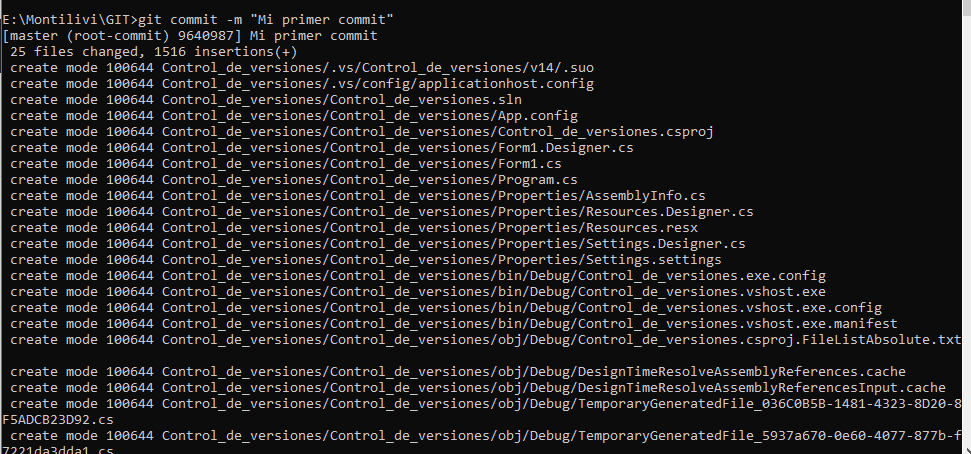 E:\Montilivi\GIT>git commit -m "Mi primer commit"
[master (root-commit) 9640987] Mi primer commit
 25 files changed, 1516 insertions(+)
 create mode 100644 Control_de_versiones/.vs/Control_de_versiones/v14/.suo
 create mode 100644 Control_de_versiones/.vs/config/applicationhost.config
 create mode 100644 Control_de_versiones/Control_de_versiones.sln
 create mode 100644 Control_de_versiones/Control_de_versiones/App.config
 create mode 100644 Control_de_versiones/Control_de_versiones/Control_de_versiones.csproj
 create mode 100644 Control_de_versiones/Control_de_versiones/Form1.Designer.cs
 create mode 100644 Control_de_versiones/Control_de_versiones/Form1.cs
 create mode 100644 Control_de_versiones/Control_de_versiones/Program.cs
 create mode 100644 Control_de_versiones/Control_de_versiones/Properties/AssemblyInfo.cs
 create mode 100644 Control_de_versiones/Control_de_versiones/Properties/Resources.Designer.cs
 create mode 100644 Control_de_versiones/Control_de_versiones/Properties/Resources.resx
 create mode 100644 Control_de_versiones/Control_de_versiones/Properties/Settings.Designer.cs
 create mode 100644 Control_de_versiones/Control_de_versiones/Properties/Settings.settings
 create mode 100644 Control_de_versiones/Control_de_versiones/bin/Debug/Control_de_versiones.exe.config
 create mode 100644 Control_de_versiones/Control_de_versiones/bin/Debug/Control_de_versiones.vshost.exe
 create mode 100644 Control_de_versiones/Control_de_versiones/bin/Debug/Control_de_versiones.vshost.exe.config
 create mode 100644 Control_de_versiones/Control_de_versiones/bin/Debug/Control_de_versiones.vshost.exe.manifest
 create mode 100644 Control_de_versiones/Control_de_versiones/obj/Debug/Control_de_versiones.csproj.FileListAbsolute.txt
 create mode 100644 Control_de_versiones/Control_de_versiones/obj/Debug/DesignTimeResolveAssemblyReferences.cache
 create mode 100644 Control_de_versiones/Control_de_versiones/obj/Debug/DesignTimeResolveAssemblyReferencesInput.cache
 create mode 100644 Control_de_versiones/Control_de_versiones/obj/Debug/TemporaryGeneratedFile_036C0B5B-1481-4323-8D20-8
F5ADCB23D92.cs
 create mode 100644 Control_de_versiones/Control_de_versiones/obj/Debug/TemporaryGeneratedFile_5937a670-0e60-4077-877b-f
7221da3dda1.cs